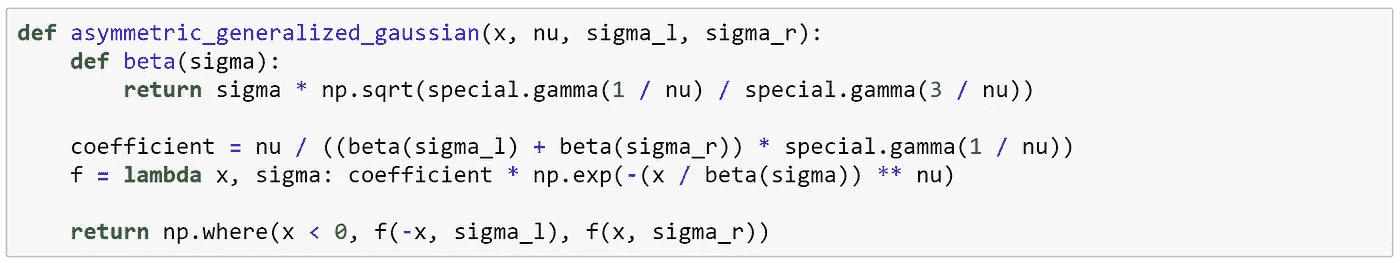 def asymmetric_generalized_gaussian(x, nu, sigma_l, sigma_r):
    def beta(sigma):
        return sigma * np.sqrt(special.gamma(1 / nu) / special.gamma(3 / nu))

    coefficient = nu / ((beta(sigma_l) + beta(sigma_r)) * special.gamma(1 / nu))
    f = lambda x, sigma: coefficient * np.exp(-(x / beta(sigma)) ** nu)

    return np.where(x < 0, f(-x, sigma_l), f(x, sigma_r))